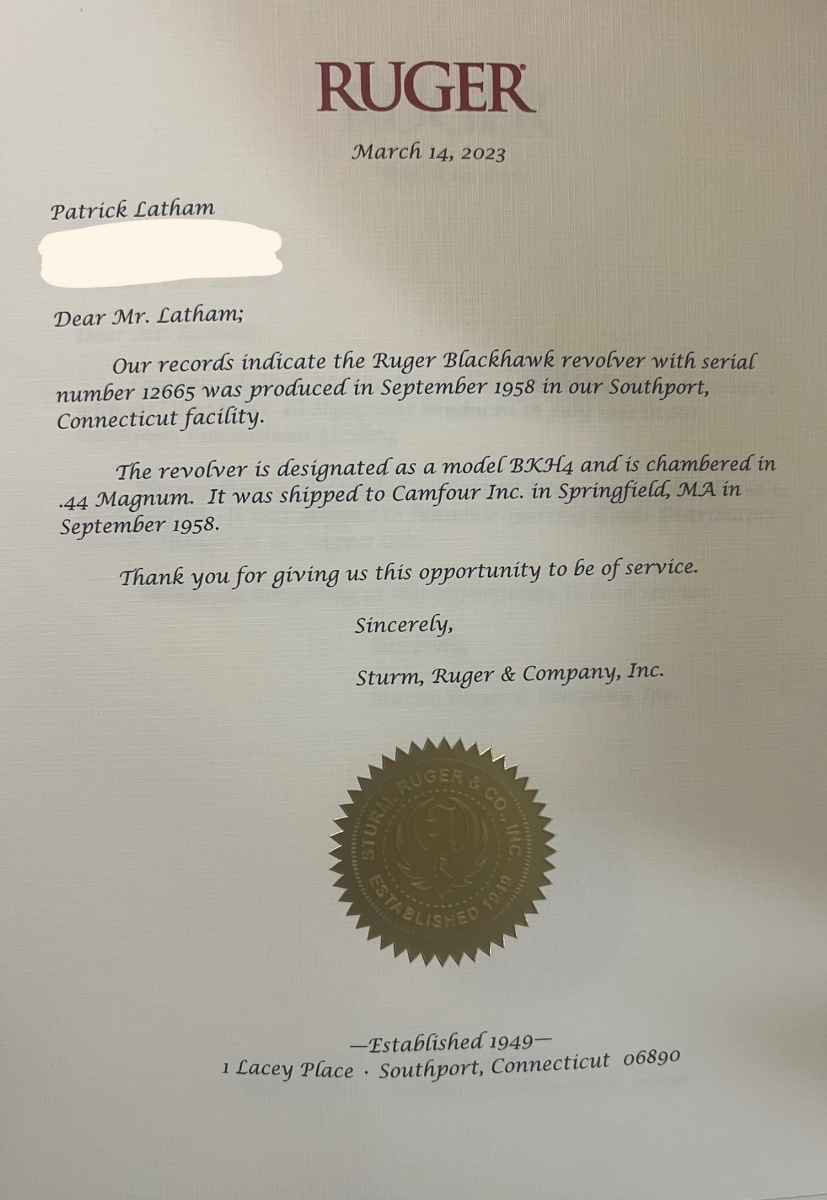 RUGER®
March 14, 2023
Patrick Latham
Dear Mr. Latham;
Our records indicate the Ruger Blackhawk revolver with serial
number 12665 was produced in September 1958 in our Southport,
Connecticut facility.
The revolver is designated as a model BKH4 and is chambered in
.44 Magnum. It was shipped to Camfour Inc. in Springfield, MA in
September 1958.
Thank you for giving us this opportunity to be of service.
Sincerely,
Sturm, Ruger & Company, Inc.
STURM, RUGER & CO., INC.
ESTABLISHED 1949
—Established 1949—
1 Lacey Place · Southport, Connecticut 06890